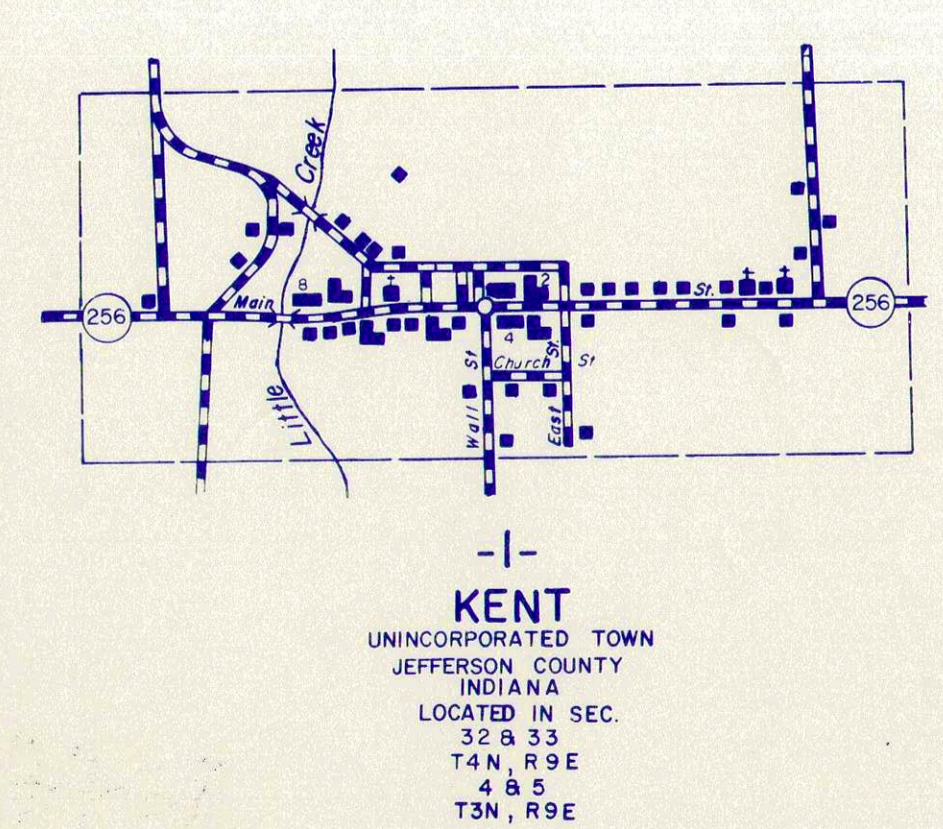 Creek
8
2
Main
St.
256
256
4
Church St.
St
Wall St
East
Little
-1-
KENT
UNINCORPORATED TOWN
JEFFERSON COUNTY
INDIANA
LOCATED IN SEC.
32 & 33
T4N, R9E
4 & 5
T3N, R9E